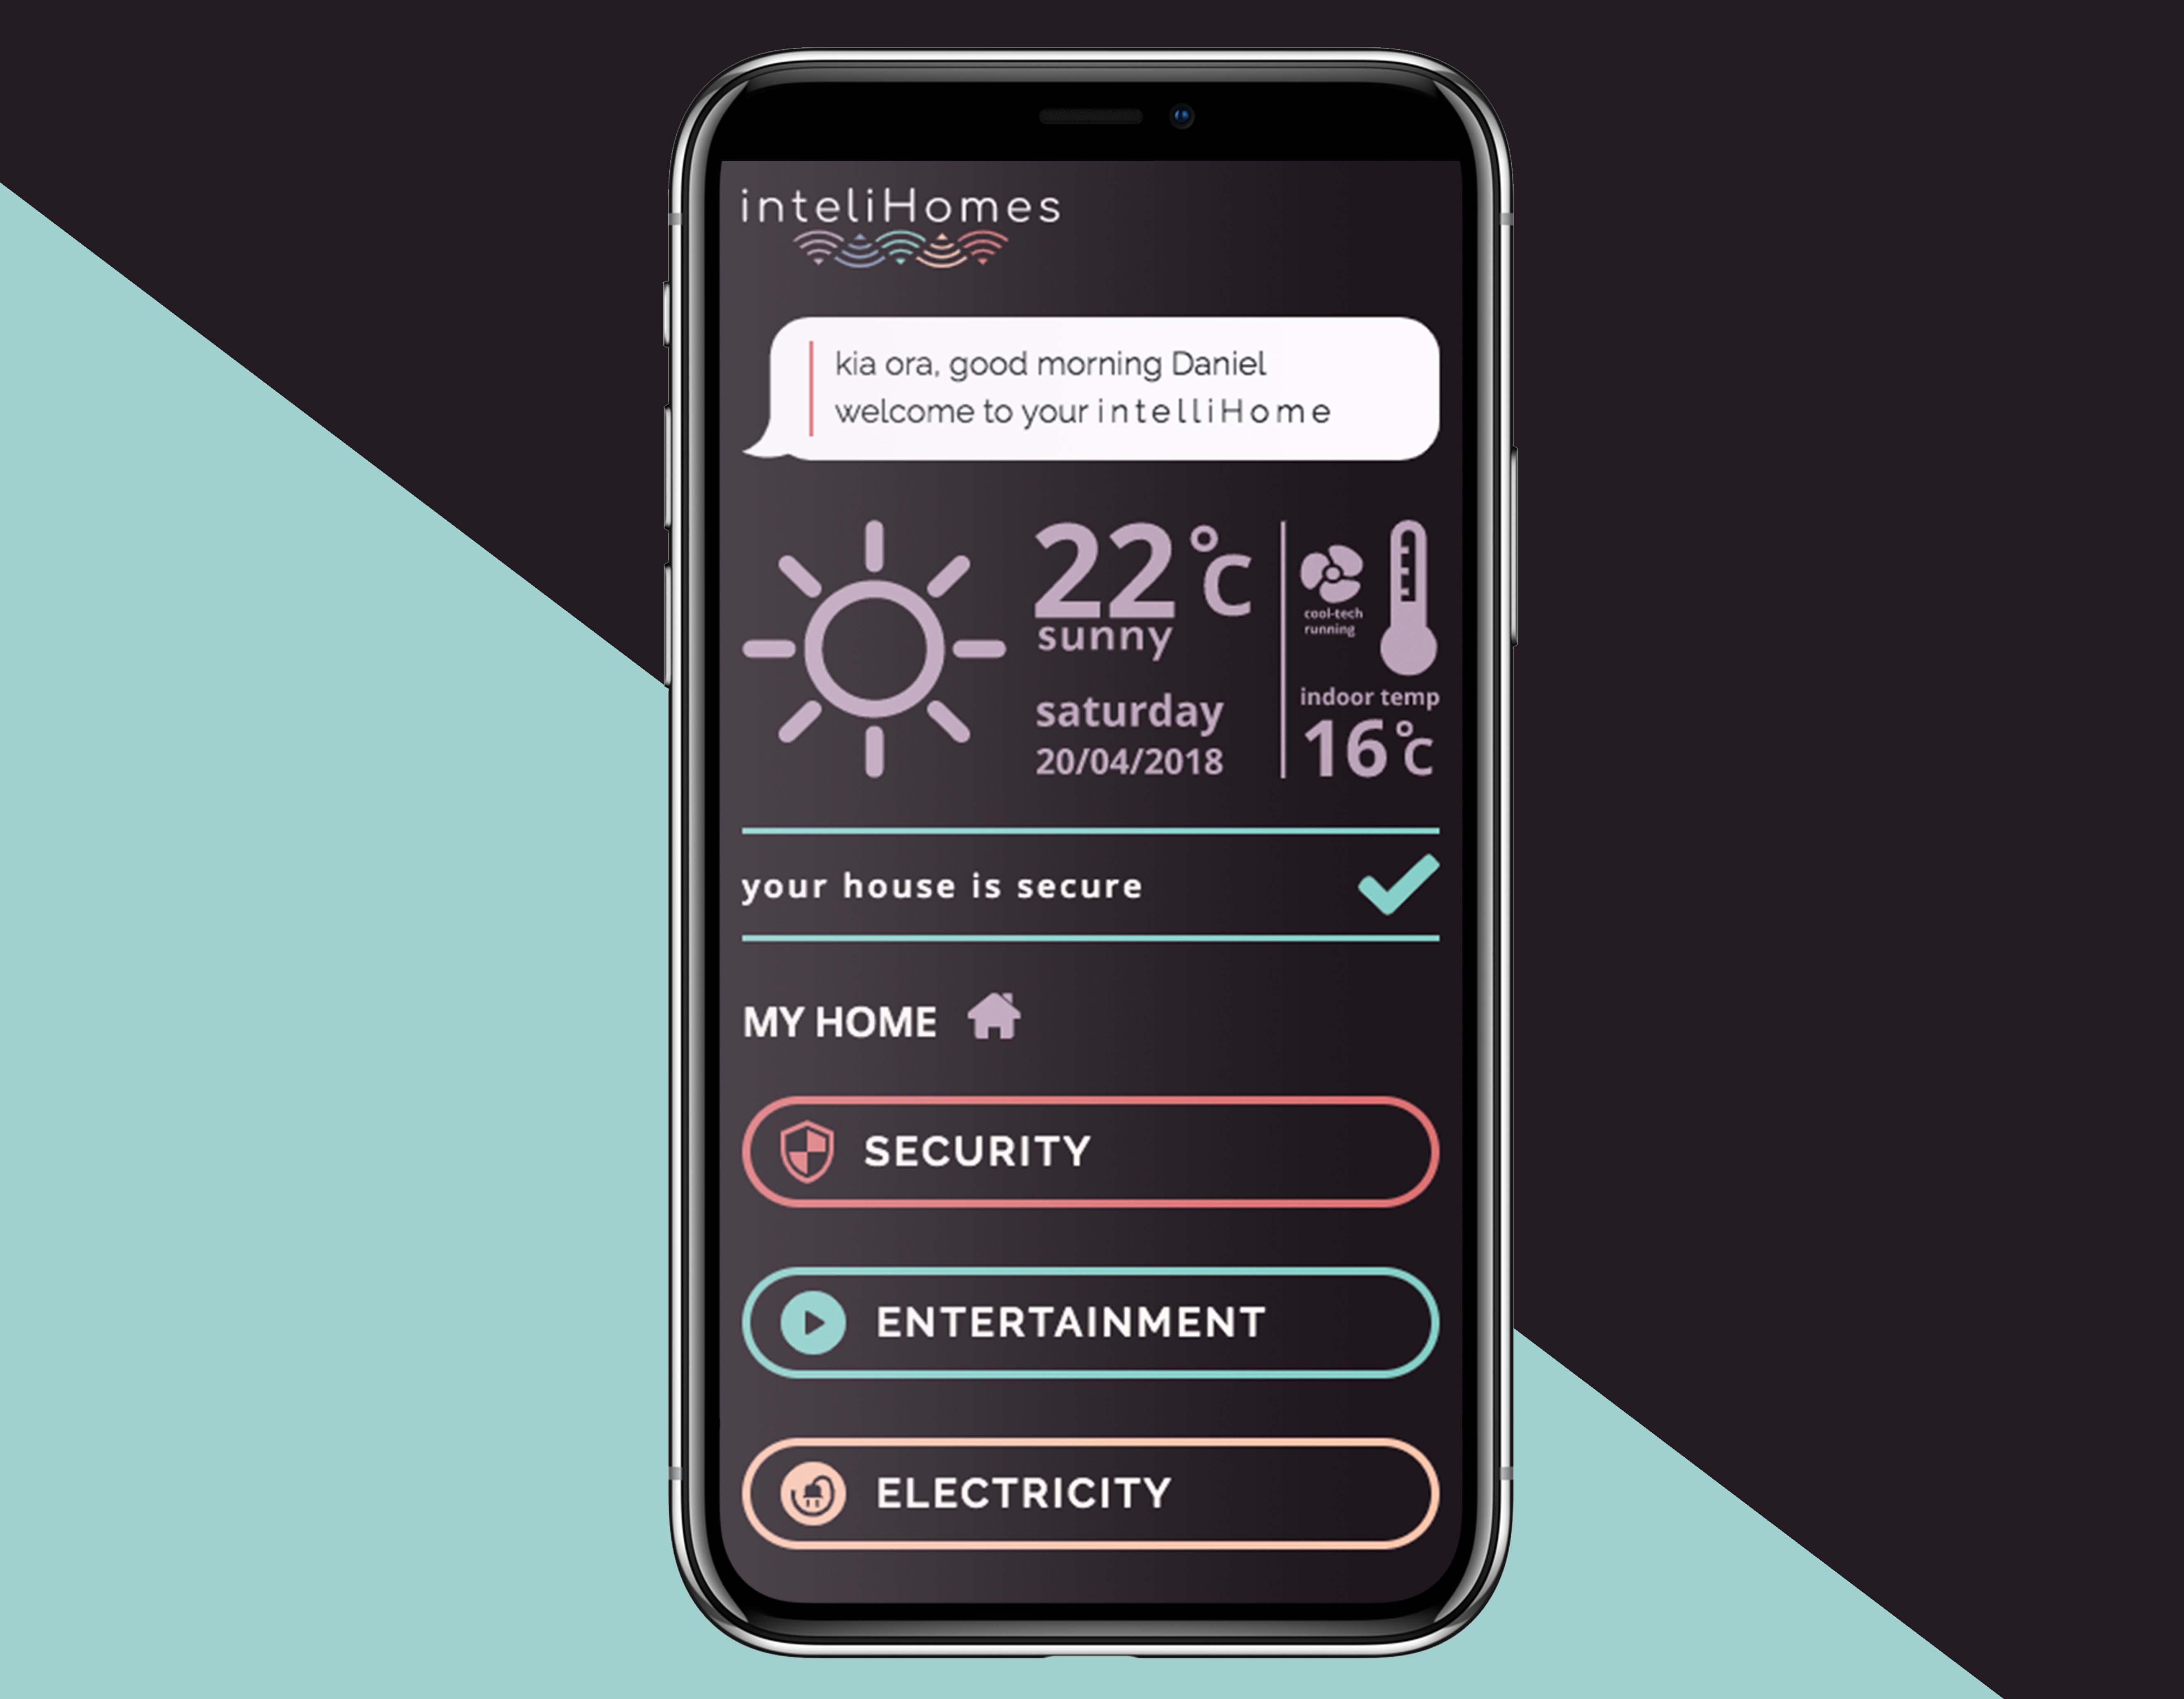 inteliHomes
kia ora, good morning Daniel
welcome to your intelliHome
22°c
sunny
saturday
20/04/2018
cool-tech
running
indoor temp
16°c
your house is secure
MY HOME
SECURITY
ENTERTAINMENT
ELECTRICITY